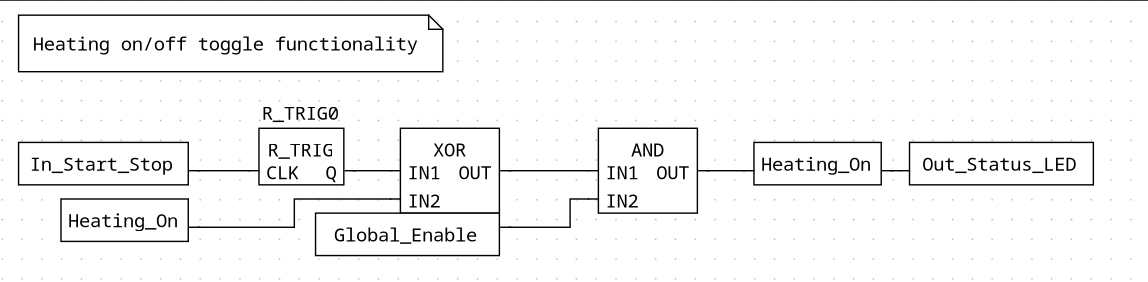 Heating on/off toggle functionality
R_TRIG0
R_TRIG
XOR
AND
In_Start_Stop
CLK Q
IN1 OUT
IN1 OUT
Heating_On
Out_Status_LED
IN2
IN2
Heating_On
Global_Enable